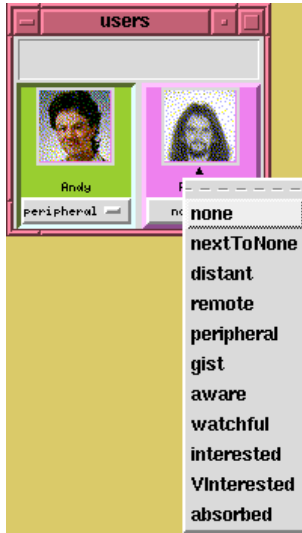 users
Andy
peripheral
none
nextToNone
distant
remote
peripheral
gist
aware
watchful
interested
VInterested
absorbed